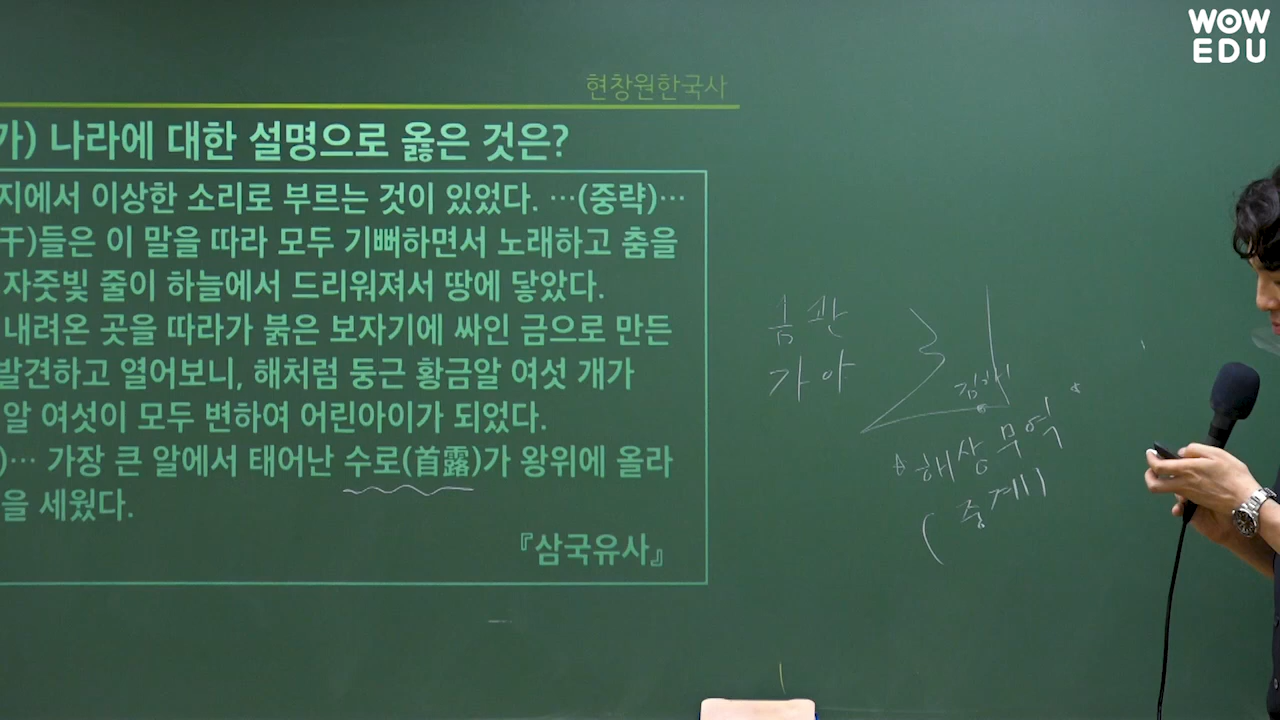 WOW
EDU
현창원한국사
가) 나라에 대한 설명으로 옳은 것은?
지에서 이상한 소리로 부르는 것이 있었다. …(중략)…
干)들은 이 말을 따라 모두 기뻐하면서 노래하고 춤을
자줏빛 줄이 하늘에서 드리워져서 땅에 닿았다.
내려온 곳을 따라가 붉은 보자기에 싸인 금으로 만든
발견하고 열어보니, 해처럼 둥근 황금알 여섯 개가
알 여섯이 모두 변하여 어린아이가 되었다.
)… 가장 큰 알에서 태어난 수로(首露)가 왕위에 올라
을 세웠다.
『삼국유사』
금관
가야
김해
해상 무역
(중계)